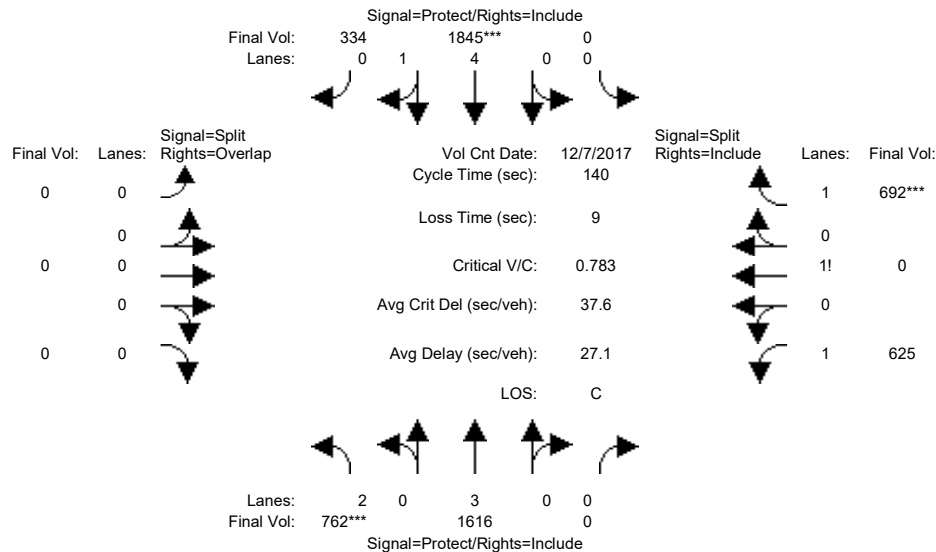 Signal=Protect/Rights=Include
Final Vol: 334 1845*** 0
Lanes: 0 1 4 0 0
Signal=Split Signal=Split
Final Vol: Lanes: Rights=Overlap Vol Cnt Date: 12/7/2017 Rights=Include Lanes: Final Vol:
Cycle Time (sec): 140
0 0 1 692***
Loss Time (sec): 9
0 0
0 0 Critical V/C: 0.783 1! 0
0 Avg Crit Del (sec/veh): 37.6 0
0 0 Avg Delay (sec/veh): 27.1 1 625
LOS: C
Lanes: 2 0 3 0 0
Final Vol: 762*** 1616 0
Signal=Protect/Rights=Include